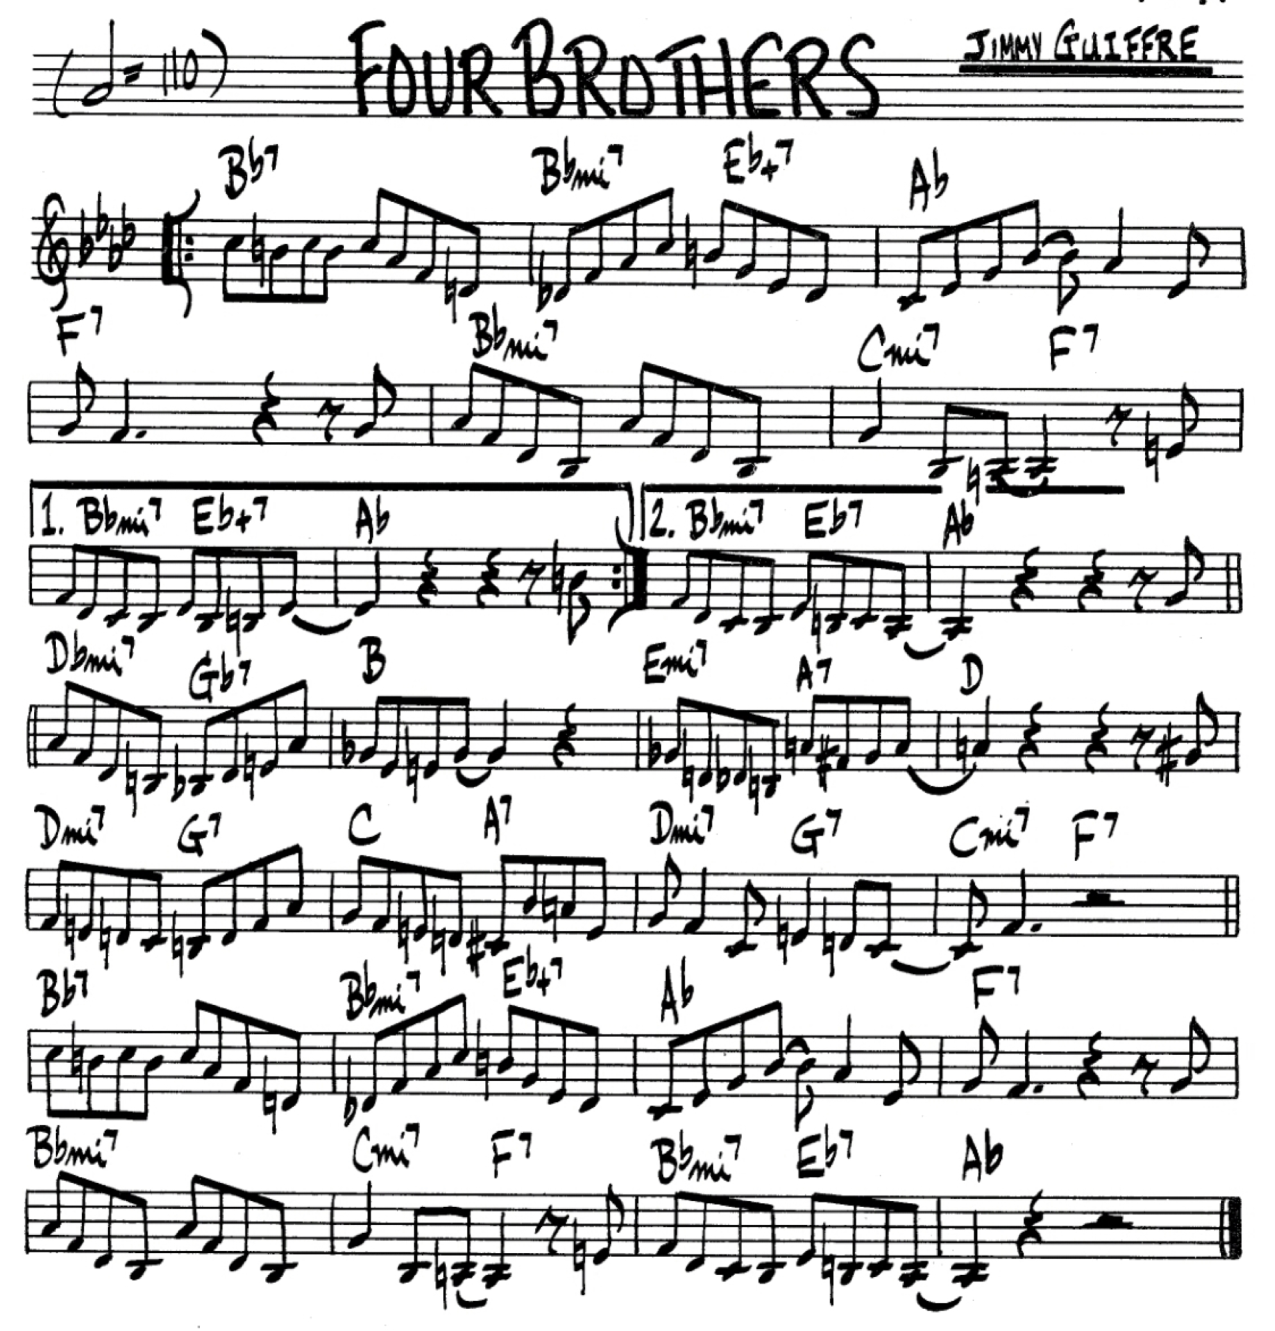 (𝅗𝅥 = 110) FOUR BROTHERS JIMMY GUIFFRE
Bb7 Bbmi7 Eb+7 Ab
F7 Bbmi7 Cmi7 F7
1. Bbmi7 Eb+7 Ab 2. Bbmi7 Eb7 Ab
Dbmi7 Gb7 B Emi7 A7 D
Dmi7 G7 C A7 Dmi7 G7 Cmi7 F7
Bb7 Bbmi7 Eb+7 Ab F7
Bbmi7 Cmi7 F7 Bbmi7 Eb7 Ab